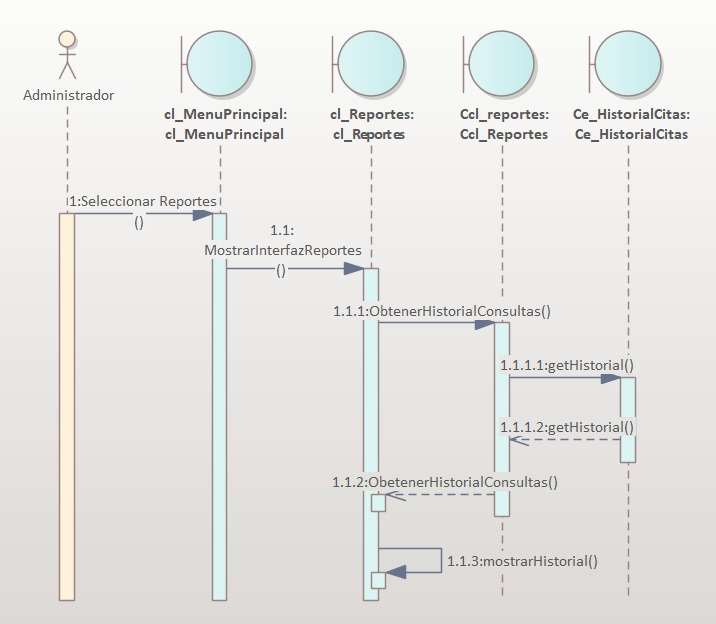 Administrador
cl_MenuPrincipal:
cl_MenuPrincipal
cl_Reportes:
cl_Reportes
Ccl_reportes:
Ccl_Reportes
Ce_HistorialCitas:
Ce_HistorialCitas
1:Seleccionar Reportes
()
1.1:
MostrarInterfazReportes
()
1.1.1:ObtenerHistorialConsultas()
1.1.1.1:getHistorial()
1.1.1.2:getHistorial()
1.1.2:ObetenerHistorialConsultas()
1.1.3:mostrarHistorial()